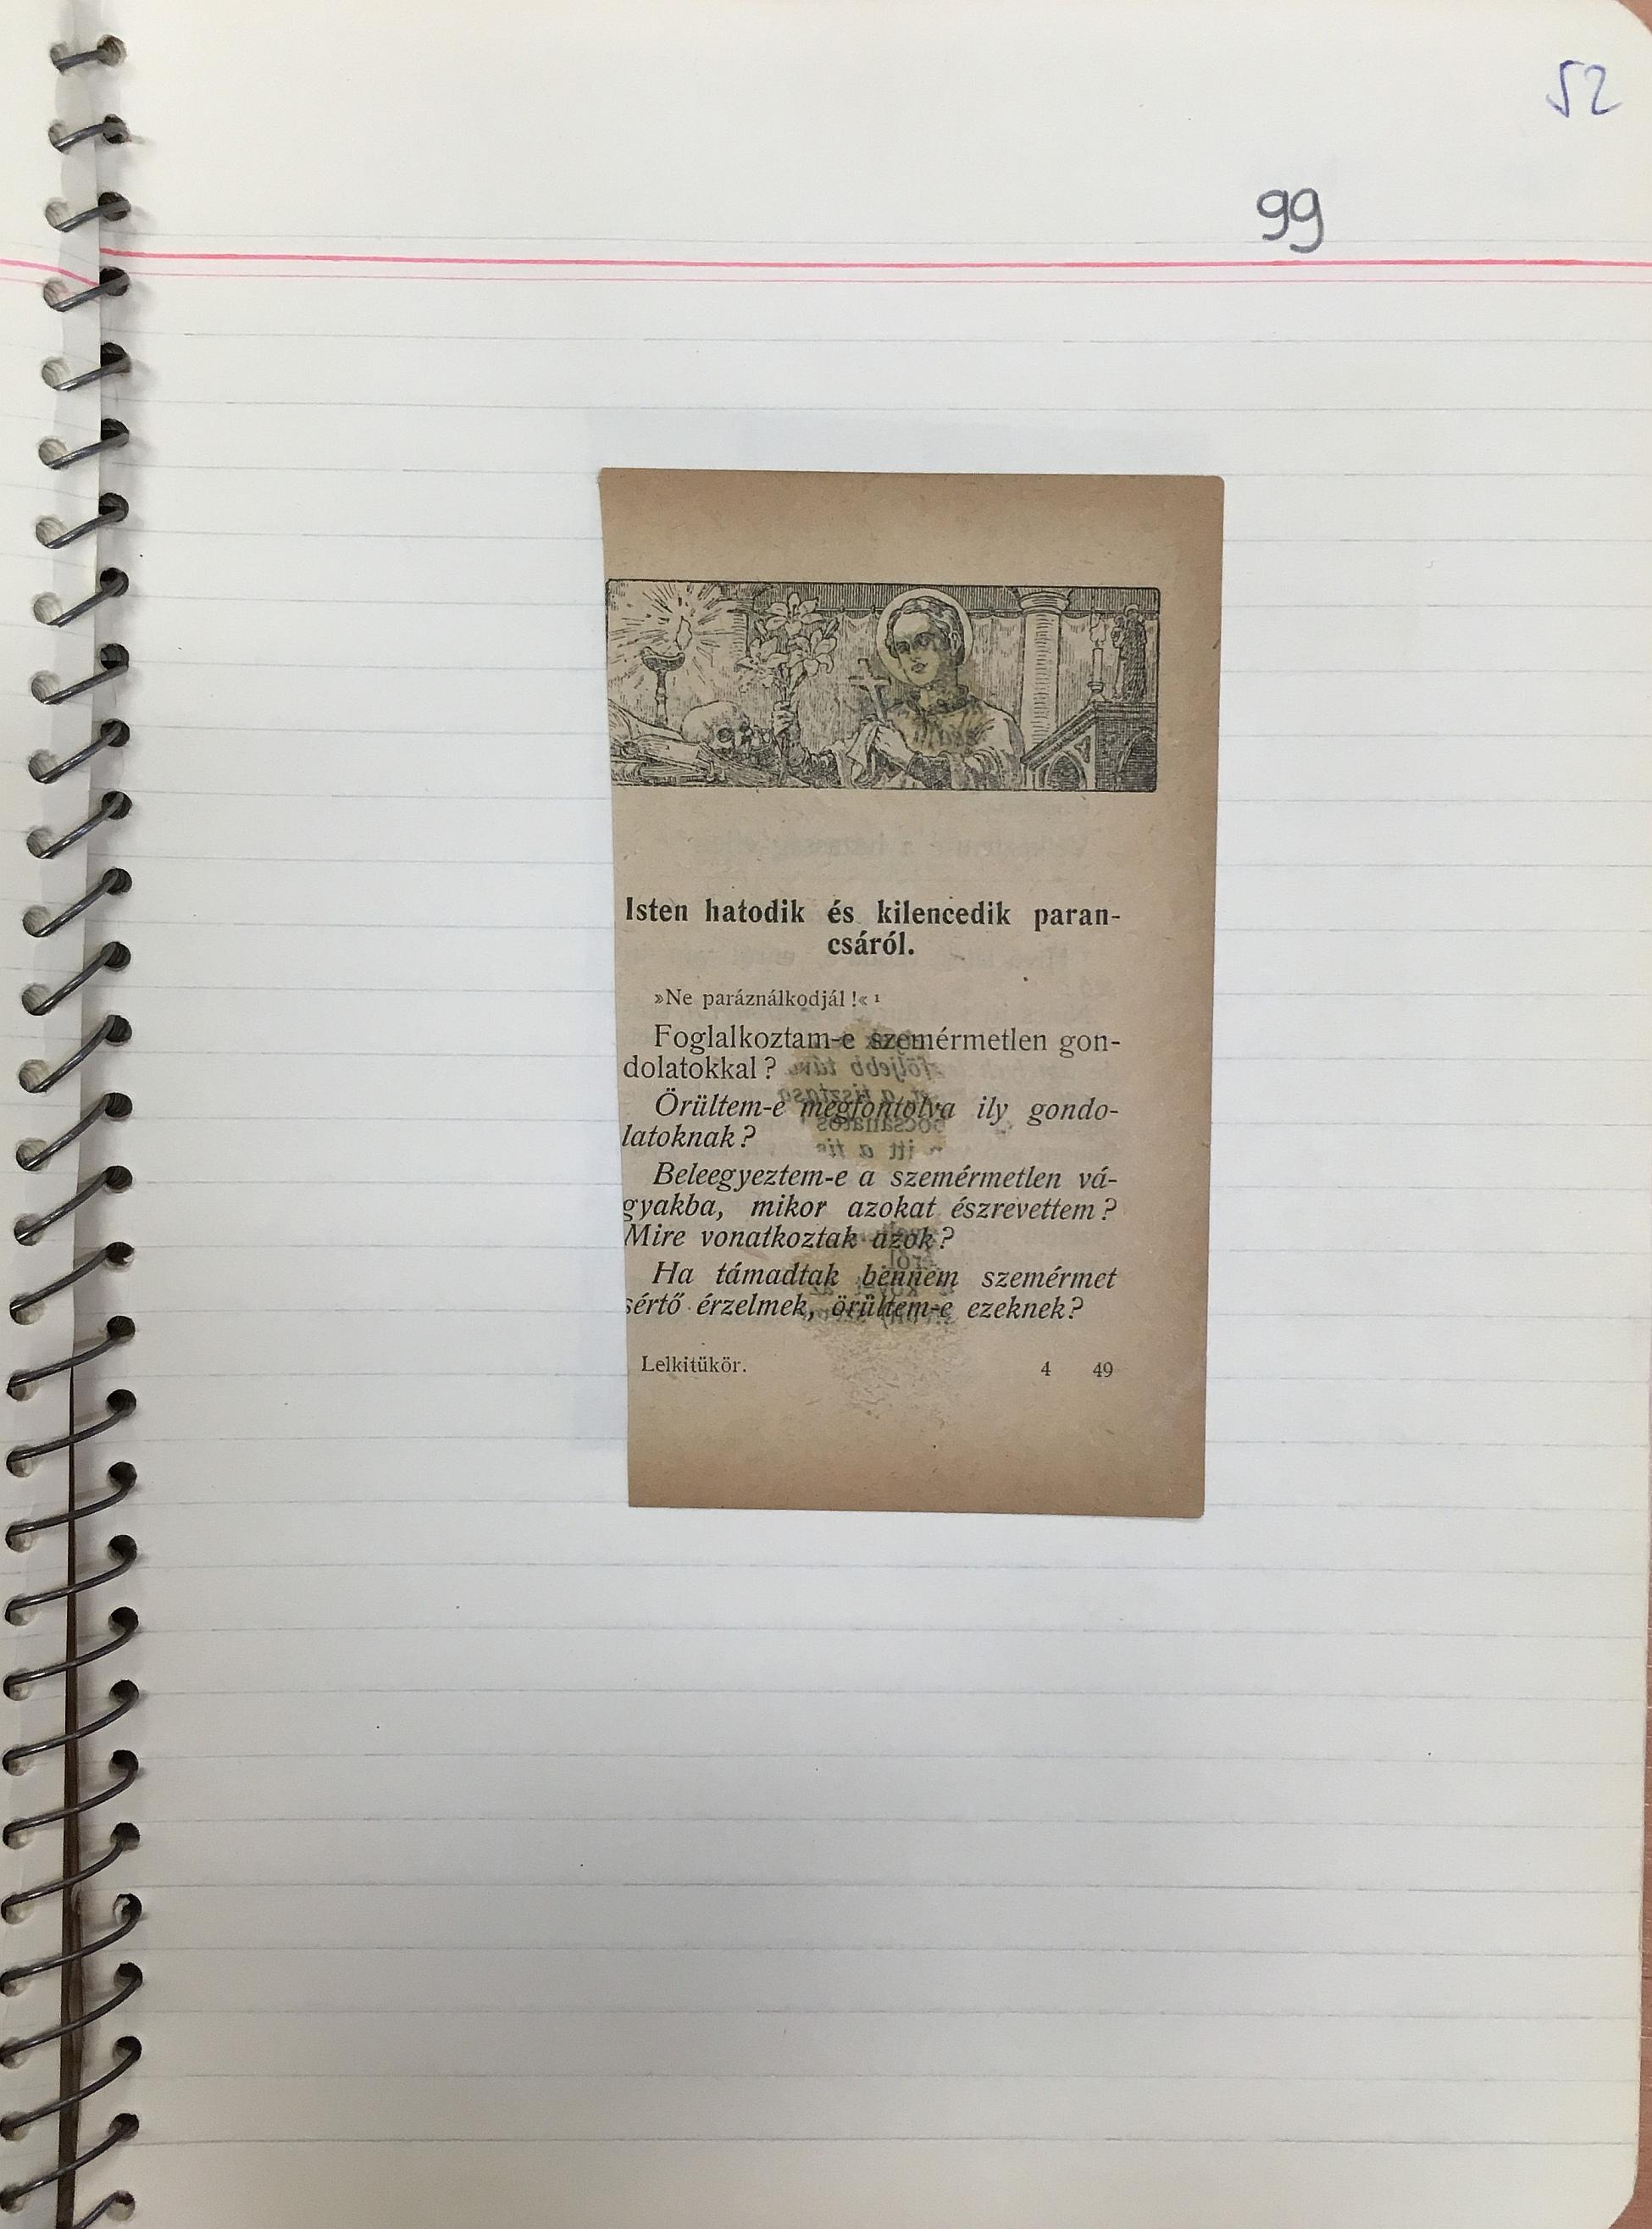 52
99
Isten hatodik és kilencedik paran-
csáról.
»Ne paráználkodjál !« ¹
Foglalkoztam-e szemérmetlen gon-
dolatokkal ?
Örültem-e megfontolva ily gondo-
latoknak ?
Beleegyeztem-e a szemérmetlen vá-
gyakba, mikor azokat észrevettem ?
Mire vonatkoztak azok ?
Ha támadtak bennem szemérmet
sértő érzelmek, örültem-e ezeknek ?
Lelkitükör. 4 49